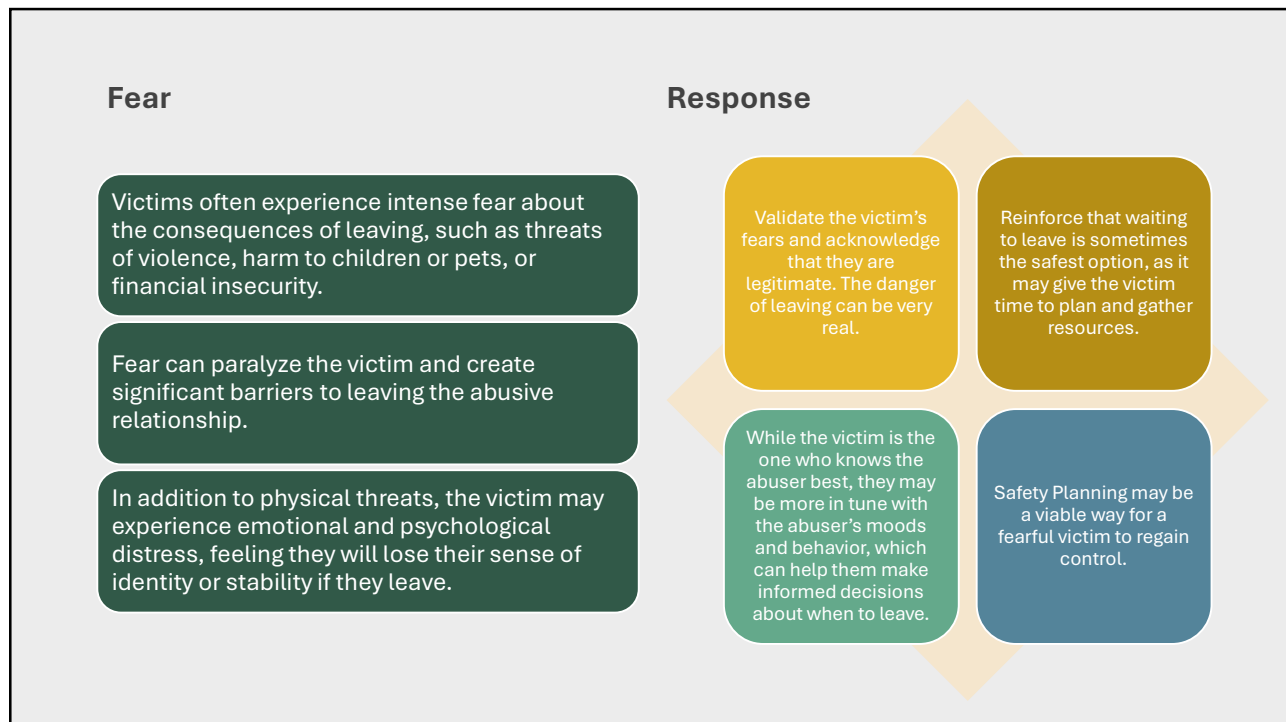 Fear
Victims often experience intense fear about
the consequences of leaving, such as threats
of violence, harm to children or pets, or
financial insecurity.
Fear can paralyze the victim and create
significant barriers to leaving the abusive
relationship.
In addition to physical threats, the victim may
experience emotional and psychological
distress, feeling they will lose their sense of
identity or stability if they leave.
Response
Validate the victim’s
fears and acknowledge
that they are
legitimate. The danger
of leaving can be very
real.
Reinforce that waiting
to leave is sometimes
the safest option, as it
may give the victim
time to plan and gather
resources.
While the victim is the
one who knows the
abuser best, they may
be more in tune with
the abuser’s moods
and behavior, which
can help them make
informed decisions
about when to leave.
Safety Planning may be
a viable way for a
fearful victim to regain
control.